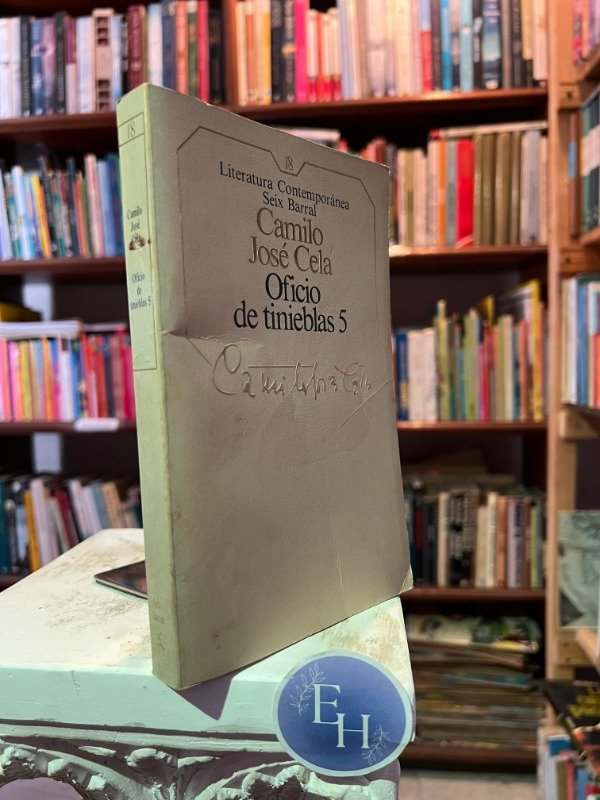 18
Literatura Contemporánea
Seix Barral
Camilo
José Cela
Oficio
de tinieblas 5
Camilo José Cela
18
Camilo
José
Oficio
de
tinieblas 5
EH